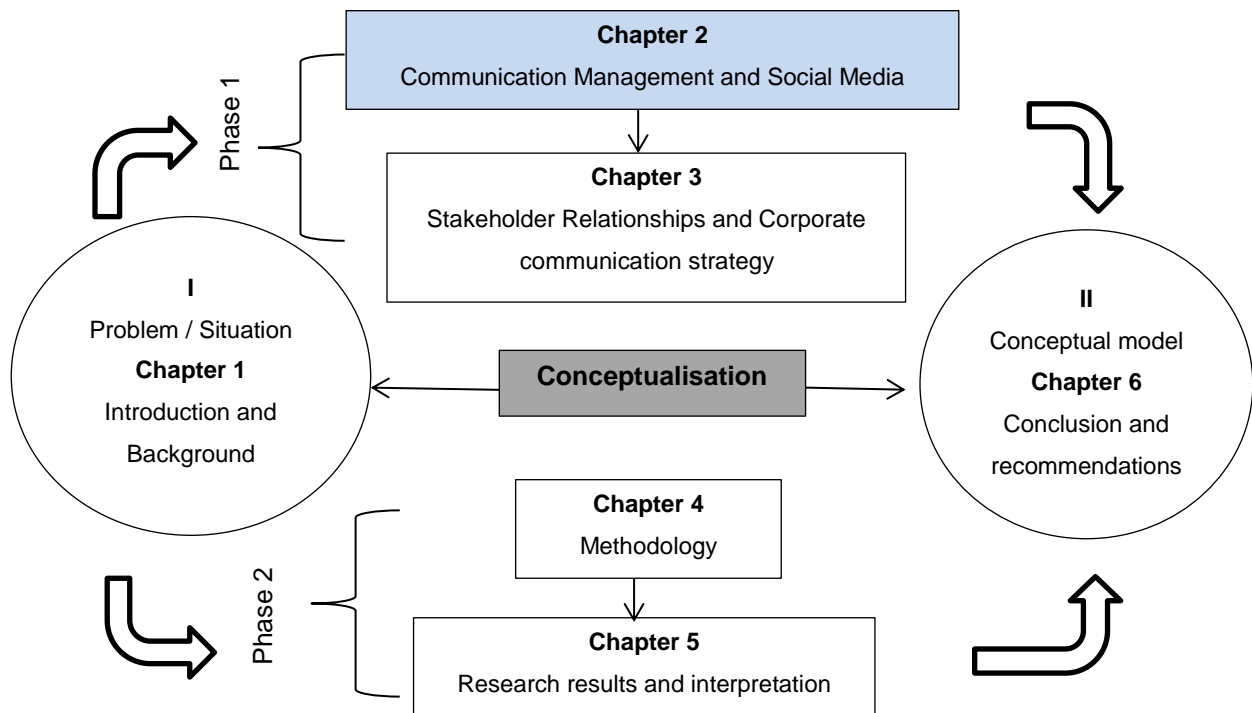 Chapter 2
Communication Management and Social Media
Phase 1
Chapter 3
Stakeholder Relationships and Corporate
communication strategy
I
Problem / Situation
Chapter 1
Introduction and
Background
Conceptualisation
II
Conceptual model
Chapter 6
Conclusion and
recommendations
Phase 2
Chapter 4
Methodology
Chapter 5
Research results and interpretation